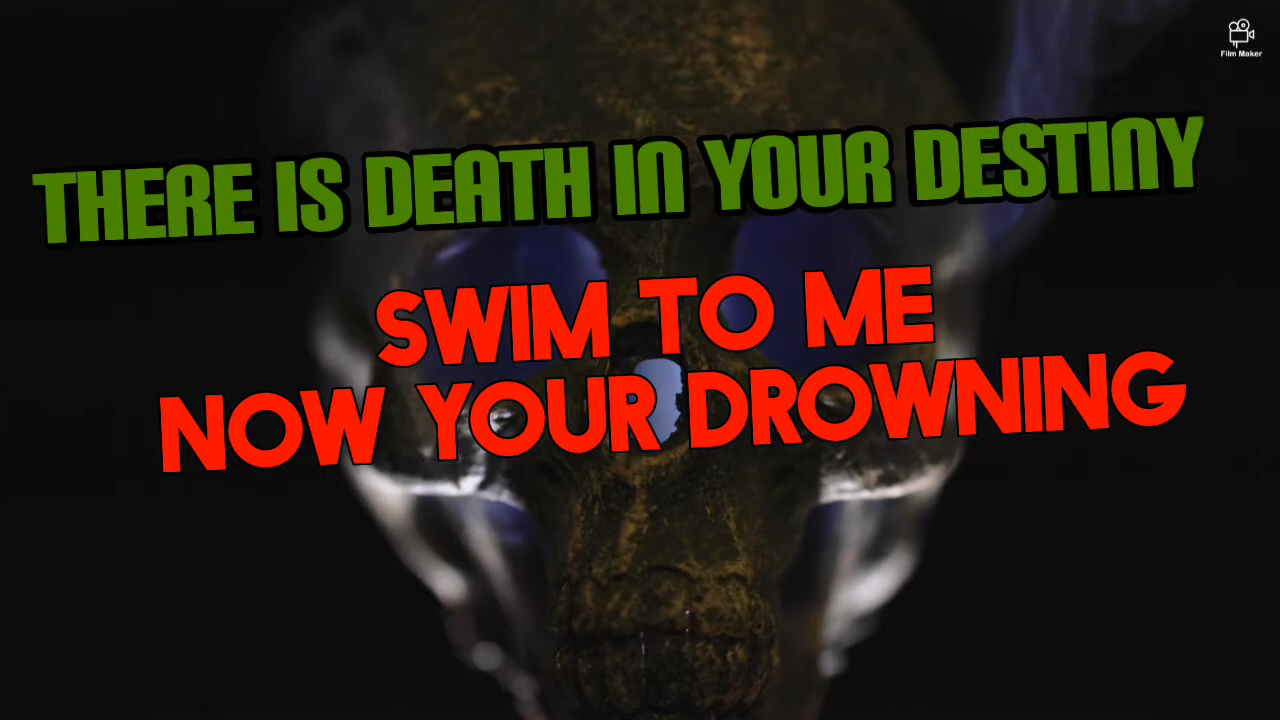 Film Maker
THERE IS DEATH IN YOUR DESTINY
SWIM TO ME
NOW YOUR DROWNING